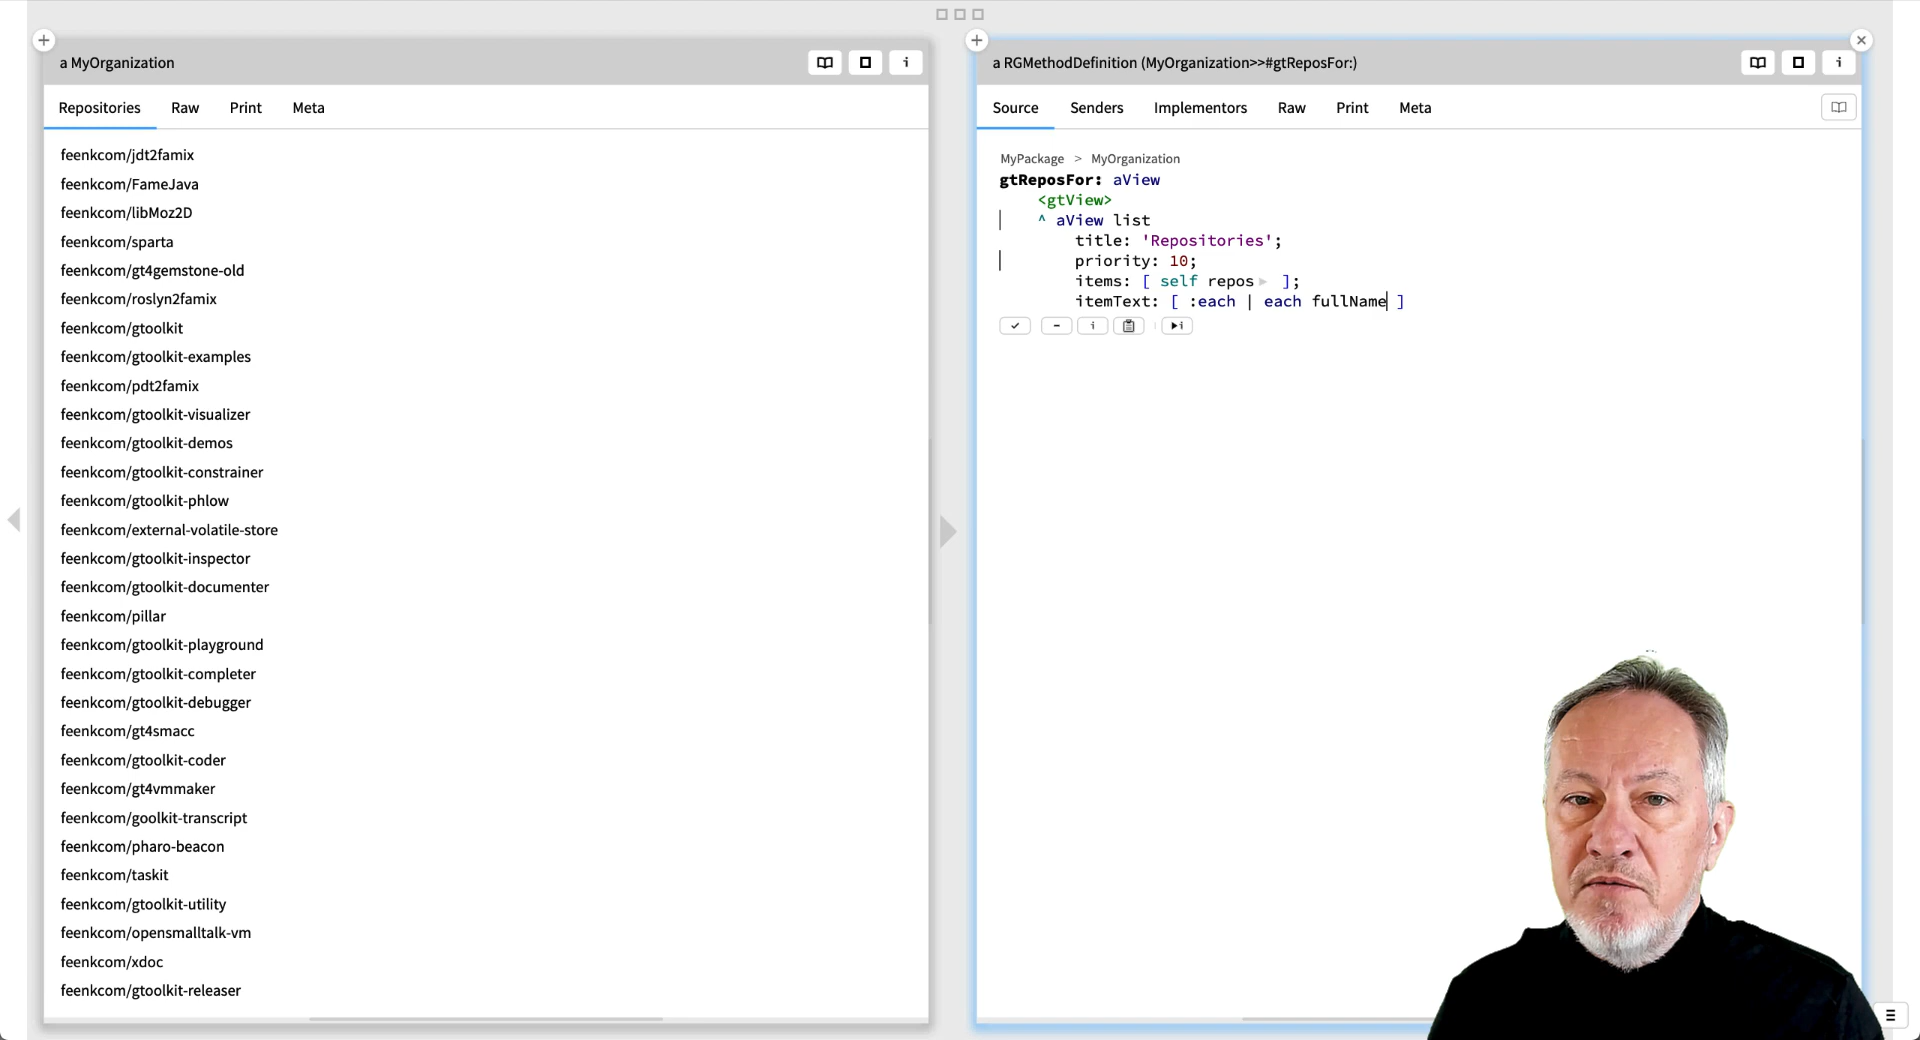 a MyOrganization
Repositories Raw Print Meta
feenkcom/jdt2famix
feenkcom/FameJava
feenkcom/libMoz2D
feenkcom/sparta
feenkcom/gt4gemstone-old
feenkcom/roslyn2famix
feenkcom/gtoolkit
feenkcom/gtoolkit-examples
feenkcom/pdt2famix
feenkcom/gtoolkit-visualizer
feenkcom/gtoolkit-demos
feenkcom/gtoolkit-constrainer
feenkcom/gtoolkit-phlow
feenkcom/external-volatile-store
feenkcom/gtoolkit-inspector
feenkcom/gtoolkit-documenter
feenkcom/pillar
feenkcom/gtoolkit-playground
feenkcom/gtoolkit-completer
feenkcom/gtoolkit-debugger
feenkcom/gt4smacc
feenkcom/gtoolkit-coder
feenkcom/gt4vmmaker
feenkcom/goolkit-transcript
feenkcom/pharo-beacon
feenkcom/taskit
feenkcom/gtoolkit-utility
feenkcom/opensmalltalk-vm
feenkcom/xdoc
feenkcom/gtoolkit-releaser
a RGMethodDefinition (MyOrganization>>#gtReposFor:)
Source Senders Implementors Raw Print Meta
MyPackage > MyOrganization
gtReposFor: aView
<gtView>
^ aView list
title: 'Repositories';
priority: 10;
items: [ self repos ];
itemText: [ :each | each fullName ]